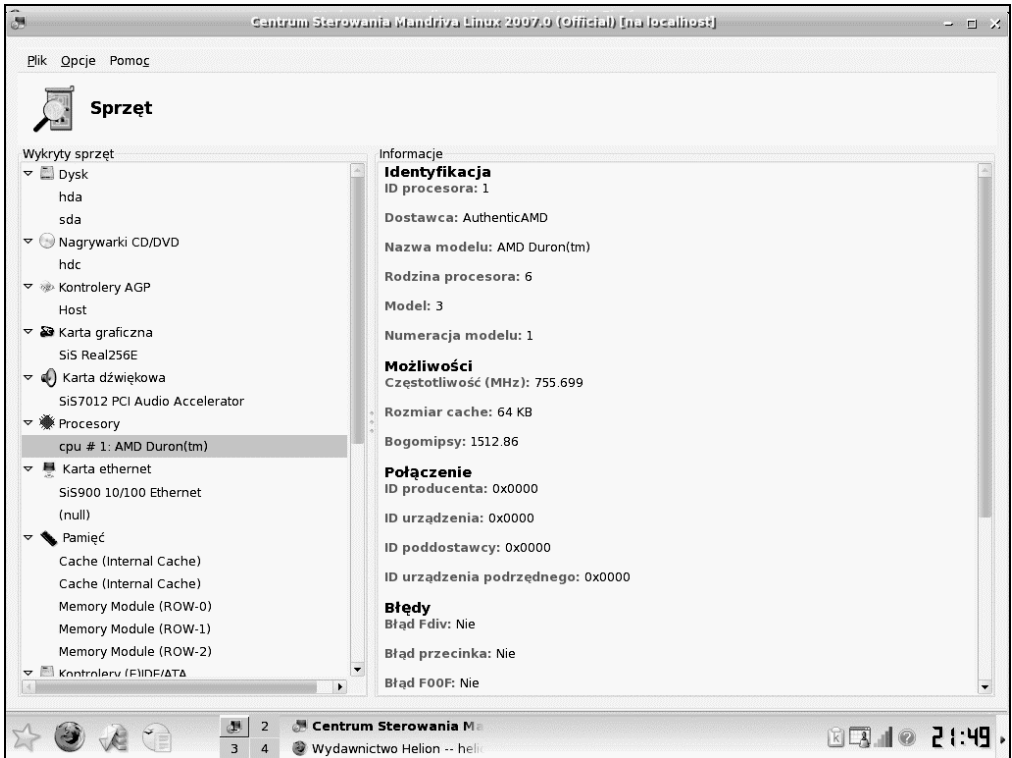 Centrum Sterowania Mandriva Linux 2007.0 (Official) [na localhost]
Plik Opcje Pomoc
Sprzęt
Wykryty sprzęt
Dysk
hda
sda
Nagrywarki CD/DVD
hdc
Kontrolery AGP
Host
Karta graficzna
SiS Real256E
Karta dźwiękowa
SiS7012 PCI Audio Accelerator
Procesory
cpu # 1: AMD Duron(tm)
Karta ethernet
SiS900 10/100 Ethernet
(null)
Pamięć
Cache (Internal Cache)
Cache (Internal Cache)
Memory Module (ROW-0)
Memory Module (ROW-1)
Memory Module (ROW-2)
Kontrolery (E)IDE/ATA
Informacje
Identyfikacja
ID procesora: 1
Dostawca: AuthenticAMD
Nazwa modelu: AMD Duron(tm)
Rodzina procesora: 6
Model: 3
Numeracja modelu: 1
Możliwości
Częstotliwość (MHz): 755.699
Rozmiar cache: 64 KB
Bogomipsy: 1512.86
Połączenie
ID producenta: 0x0000
ID urządzenia: 0x0000
ID poddostawcy: 0x0000
ID urządzenia podrzędnego: 0x0000
Błędy
Błąd Fdiv: Nie
Błąd przecinka: Nie
Błąd F00F: Nie
2
3 4
Centrum Sterowania Ma
Wydawnictwo Helion -- heli
21:49